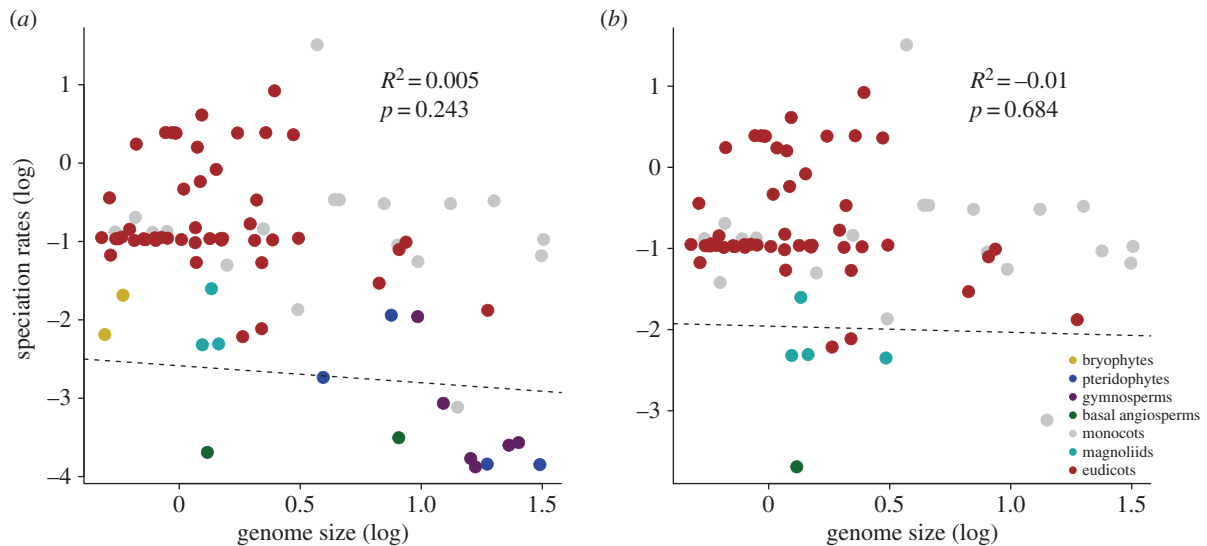 (a)
(b)
R² = 0.005
p = 0.243
R² = –0.01
p = 0.684
speciation rates (log)
1
0
–1
–2
–3
–4
1
0
–1
–2
–3
bryophytes
pteridophytes
gymnosperms
basal angiosperms
monocots
magnoliids
eudicots
0 0.5 1.0 1.5
0 0.5 1.0 1.5
genome size (log)
genome size (log)